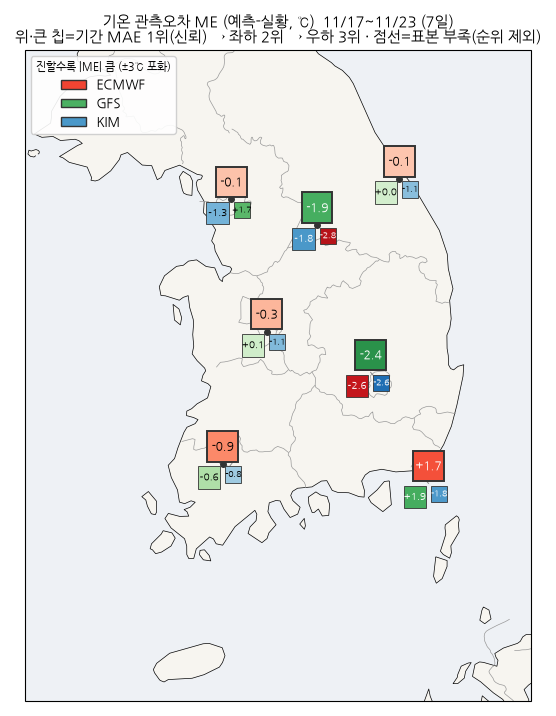 기온 관측오차 ME (예측-실황, ℃)  11/17~11/23 (7일)
위·큰 칩=기간 MAE 1위(신뢰) → 좌하 2위 → 우하 3위 · 점선=표본 부족(순위 제외)
진할수록 |ME| 큼 (±3℃ 포화)
ECMWF
GFS
KIM
-0.1
+0.0 -1.1
-0.1
-1.3 +1.7
-1.9
-1.8 -2.8
-0.3
+0.1 -1.1
-2.4
-2.6 -2.6
-0.9
-0.6 -0.8
+1.7
+1.9 -1.8